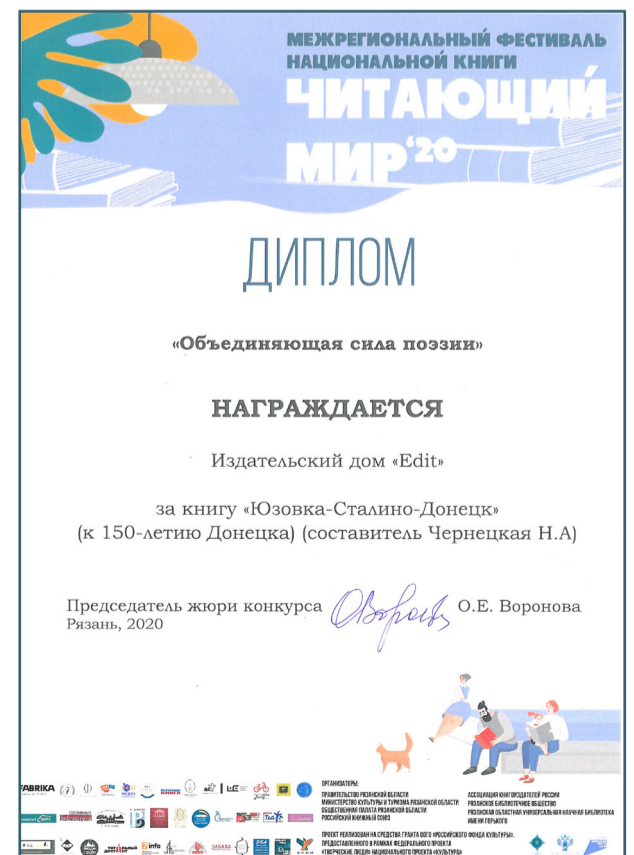 МЕЖРЕГИОНАЛЬНЫЙ ФЕСТИВАЛЬ
НАЦИОНАЛЬНОЙ КНИГИ
ЧИТАЮЩИЙ
МИР'20
ДИПЛОМ
«Объединяющая сила поэзии»
НАГРАЖДАЕТСЯ
Издательский дом «Edit»
за книгу «Юзовка-Сталино-Донецк»
(к 150-летию Донецка) (составитель Чернецкая Н.А)
Председатель жюри конкурса О.Е. Воронова
Рязань, 2020
ОРГАНИЗАТОРЫ:
ПРАВИТЕЛЬСТВО РЯЗАНСКОЙ ОБЛАСТИ
МИНИСТЕРСТВО КУЛЬТУРЫ И ТУРИЗМА РЯЗАНСКОЙ ОБЛАСТИ
ОБЩЕСТВЕННАЯ ПАЛАТА РЯЗАНСКОЙ ОБЛАСТИ
РОССИЙСКИЙ КНИЖНЫЙ СОЮЗ
АССОЦИАЦИЯ КНИГОИЗДАТЕЛЕЙ РОССИИ
РЯЗАНСКОЕ БИБЛИОТЕЧНОЕ ОБЩЕСТВО
РЯЗАНСКАЯ ОБЛАСТНАЯ УНИВЕРСАЛЬНАЯ НАУЧНАЯ БИБЛИОТЕКА
ИМЕНИ ГОРЬКОГО
ПРОЕКТ РЕАЛИЗОВАН НА СРЕДСТВА ГРАНТА ООГО «РОССИЙСКОГО ФОНДА КУЛЬТУРЫ»,
ПРЕДОСТАВЛЕННОГО В РАМКАХ ФЕДЕРАЛЬНОГО ПРОЕКТА
«ТВОРЧЕСКИЕ ЛЮДИ» НАЦИОНАЛЬНОГО ПРОЕКТА «КУЛЬТУРА»